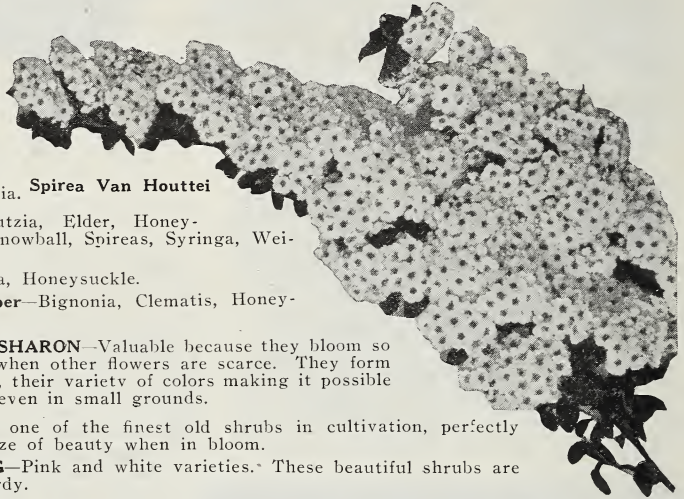 ia. Spirea Van Houttei
utzia, Elder, Honey-
nowball, Spireas, Syringa, Wei-
a, Honeysuckle.
ber—Bignonia, Clematis, Honey-
SHARON—Valuable because they bloom so
when other flowers are scarce. They form
, their variety of colors making it possible
even in small grounds.
one of the finest old shrubs in cultivation, perfectly
ze of beauty when in bloom.
G—Pink and white varieties. These beautiful shrubs are
dy.